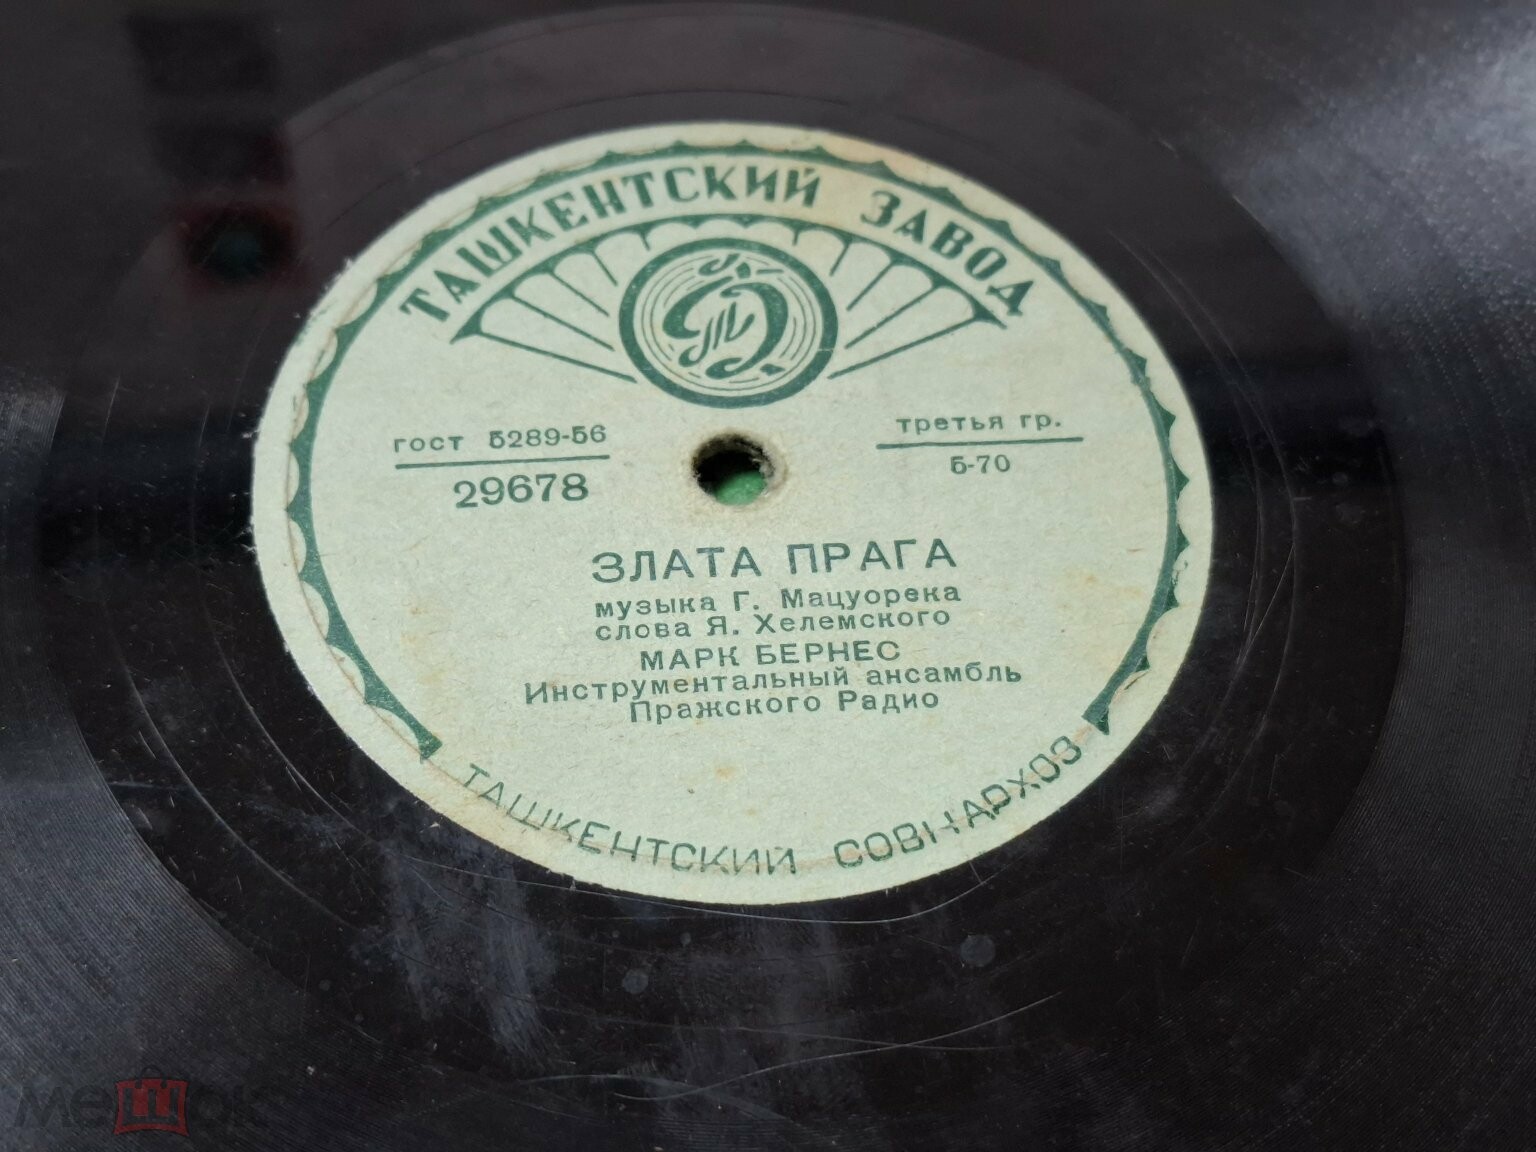 ТАШКЕНТСКИЙ ЗАВОД
ГОСТ 5289-56
29678
третья гр.
5-70
ЗЛАТА ПРАГА
музыка Г. Мацуорека
слова Я. Хелемского
МАРК БЕРНЕС
Инструментальный ансамбль
Пражского Радио
ТАШКЕНТСКИЙ СОВНАРХОЗ
мешок